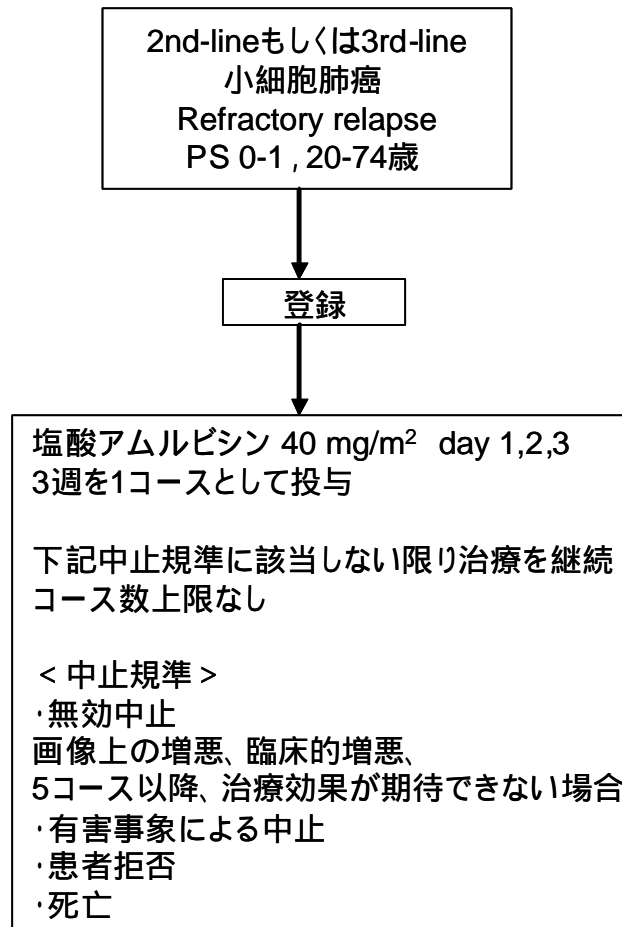 2nd-lineもしくは3rd-line
小細胞肺癌
Refractory relapse
PS 0-1 , 20-74歳
登録
塩酸アムルビシン 40 mg/m² day 1,2,3
3週を1コースとして投与
下記中止規準に該当しない限り治療を継続
コース数上限なし
＜中止規準＞
・無効中止
画像上の増悪、臨床的増悪、
5コース以降、治療効果が期待できない場合
・有害事象による中止
・患者拒否
・死亡